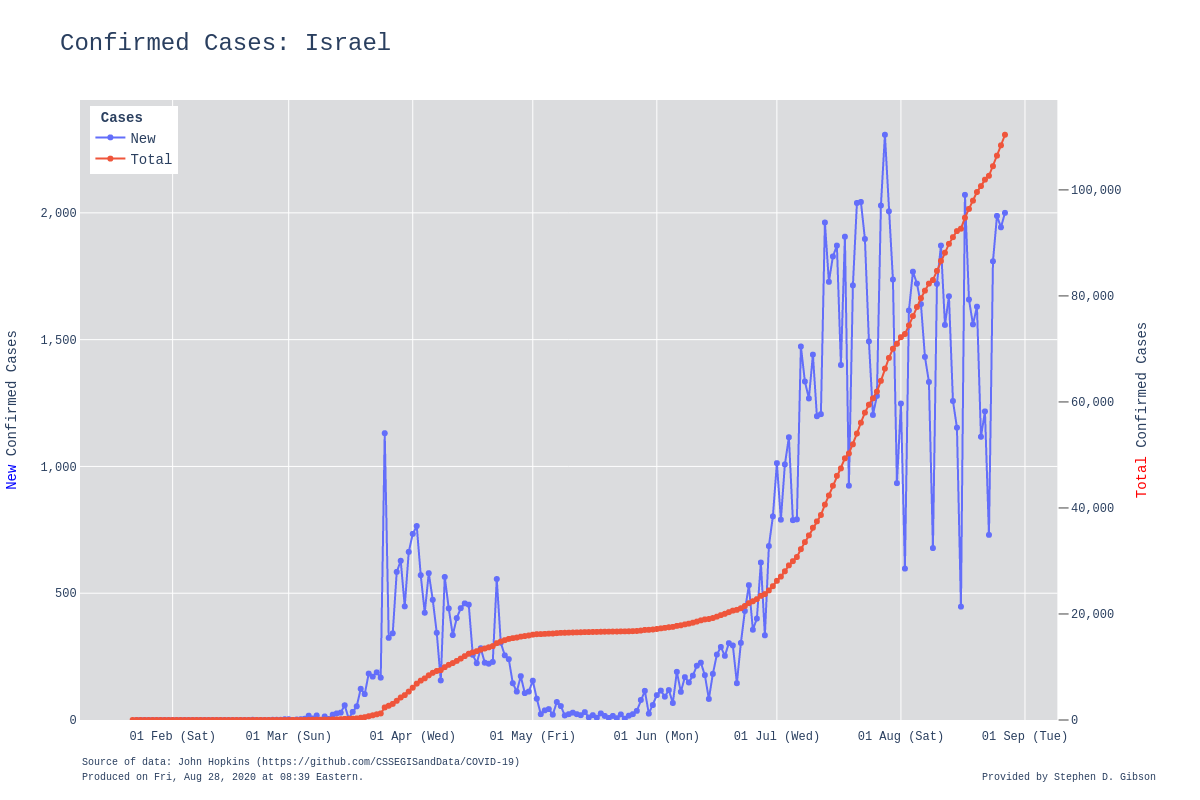 Confirmed Cases: Israel
Cases
New
Total
2,000
1,500
1,000
500
0
New Confirmed Cases
100,000
80,000
60,000
40,000
20,000
0
Total Confirmed Cases
01 Feb (Sat)
01 Mar (Sun)
01 Apr (Wed)
01 May (Fri)
01 Jun (Mon)
01 Jul (Wed)
01 Aug (Sat)
01 Sep (Tue)
Source of data: John Hopkins (https://github.com/CSSEGISandData/COVID-19)
Produced on Fri, Aug 28, 2020 at 08:39 Eastern.
Provided by Stephen D. Gibson